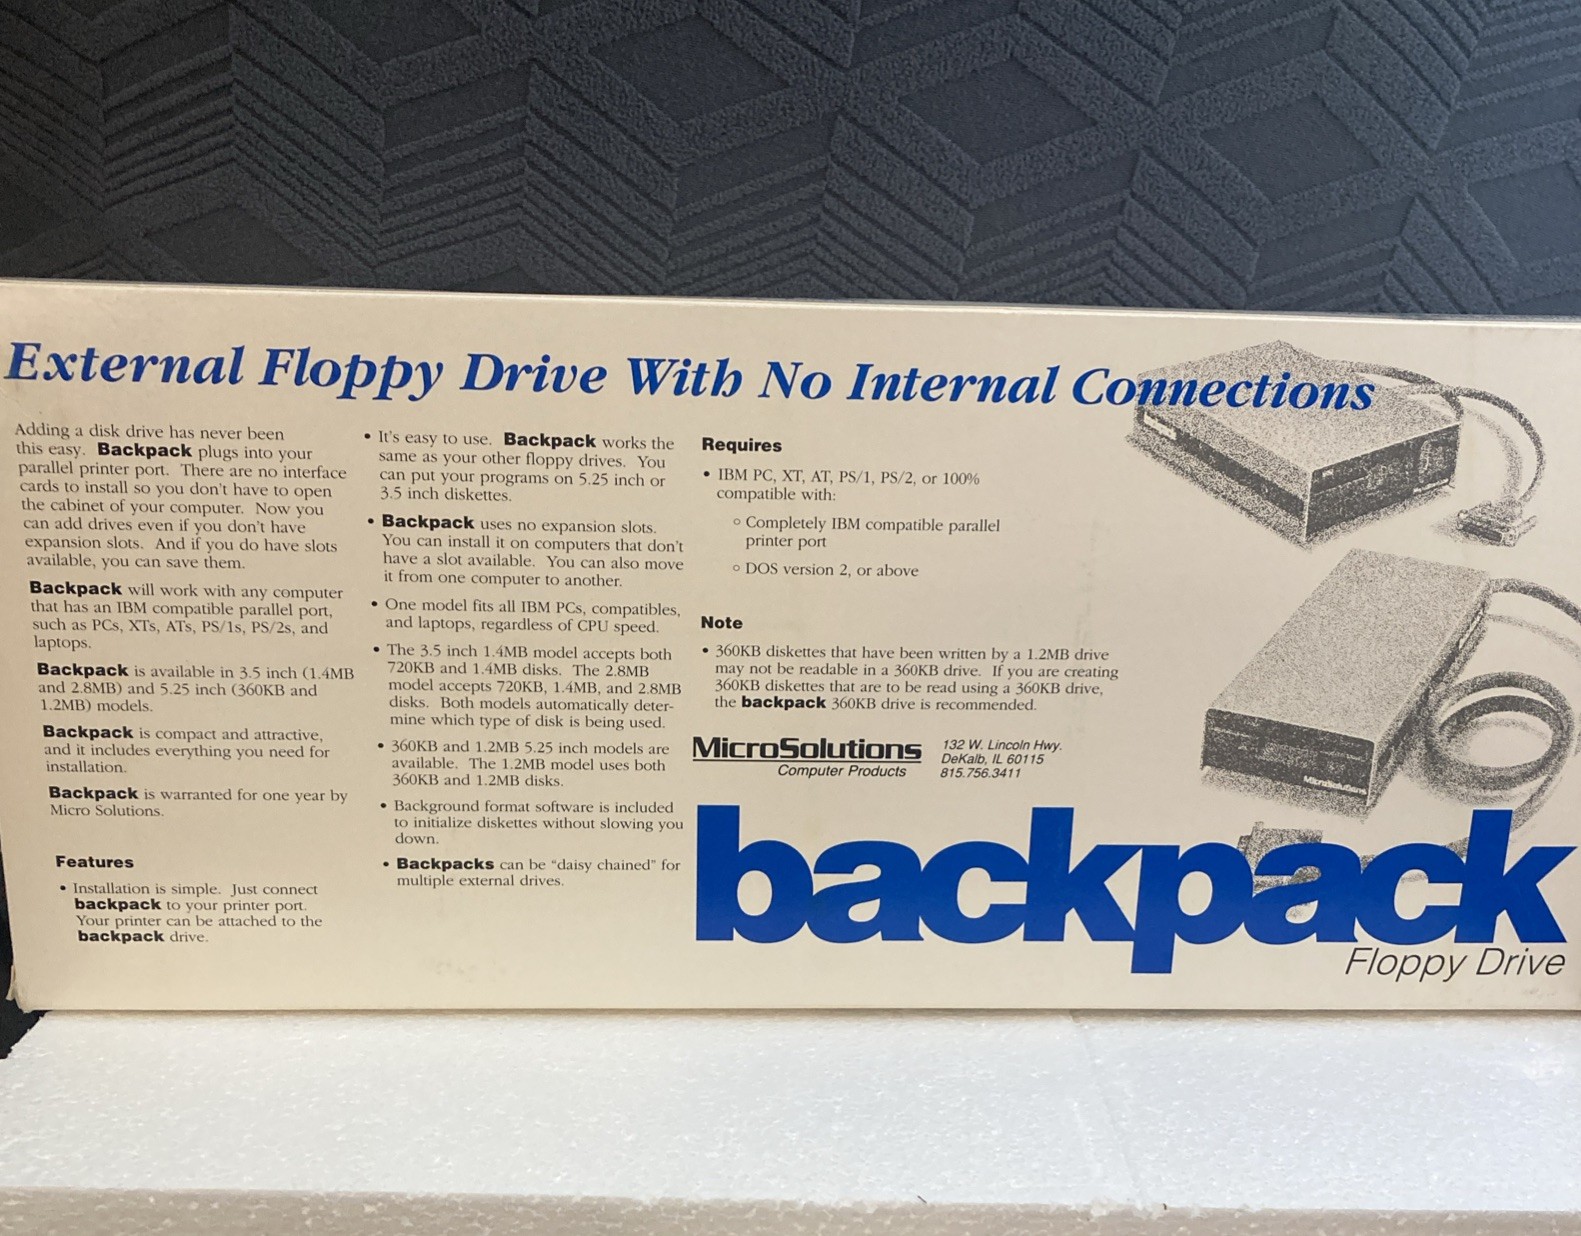 External Floppy Drive With No Internal Connections
Adding a disk drive has never been
this easy. Backpack plugs into your
parallel printer port. There are no interface
cards to install so you don't have to open
the cabinet of your computer. Now you
can add drives even if you don't have
expansion slots. And if you do have slots
available, you can save them.
Backpack will work with any computer
that has an IBM compatible parallel port,
such as PCs, XTs, ATs, PS/1s, PS/2s, and
laptops.
Backpack is available in 3.5 inch (1.4MB
and 2.8MB) and 5.25 inch (360KB and
1.2MB) models.
Backpack is compact and attractive,
and it includes everything you need for
installation.
Backpack is warranted for one year by
Micro Solutions.
Features
• Installation is simple. Just connect
backpack to your printer port.
Your printer can be attached to the
backpack drive.
• It's easy to use. Backpack works the
same as your other floppy drives. You
can put your programs on 5.25 inch or
3.5 inch diskettes.
• Backpack uses no expansion slots.
You can install it on computers that don't
have a slot available. You can also move
it from one computer to another.
• One model fits all IBM PCs, compatibles,
and laptops, regardless of CPU speed.
• The 3.5 inch 1.4MB model accepts both
720KB and 1.4MB disks. The 2.8MB
model accepts 720KB, 1.4MB, and 2.8MB
disks. Both models automatically deter-
mine which type of disk is being used.
• 360KB and 1.2MB 5.25 inch models are
available. The 1.2MB model uses both
360KB and 1.2MB disks.
• Background format software is included
to initialize diskettes without slowing you
down.
• Backpacks can be "daisy chained" for
multiple external drives.
Requires
• IBM PC, XT, AT, PS/1, PS/2, or 100%
compatible with:
○ Completely IBM compatible parallel
printer port
○ DOS version 2, or above
Note
• 360KB diskettes that have been written by a 1.2MB drive
may not be readable in a 360KB drive. If you are creating
360KB diskettes that are to be read using a 360KB drive,
the backpack 360KB drive is recommended.
MicroSolutions
Computer Products
132 W. Lincoln Hwy.
DeKalb, IL 60115
815.756.3411
MicroSolutions
backpack
Floppy Drive